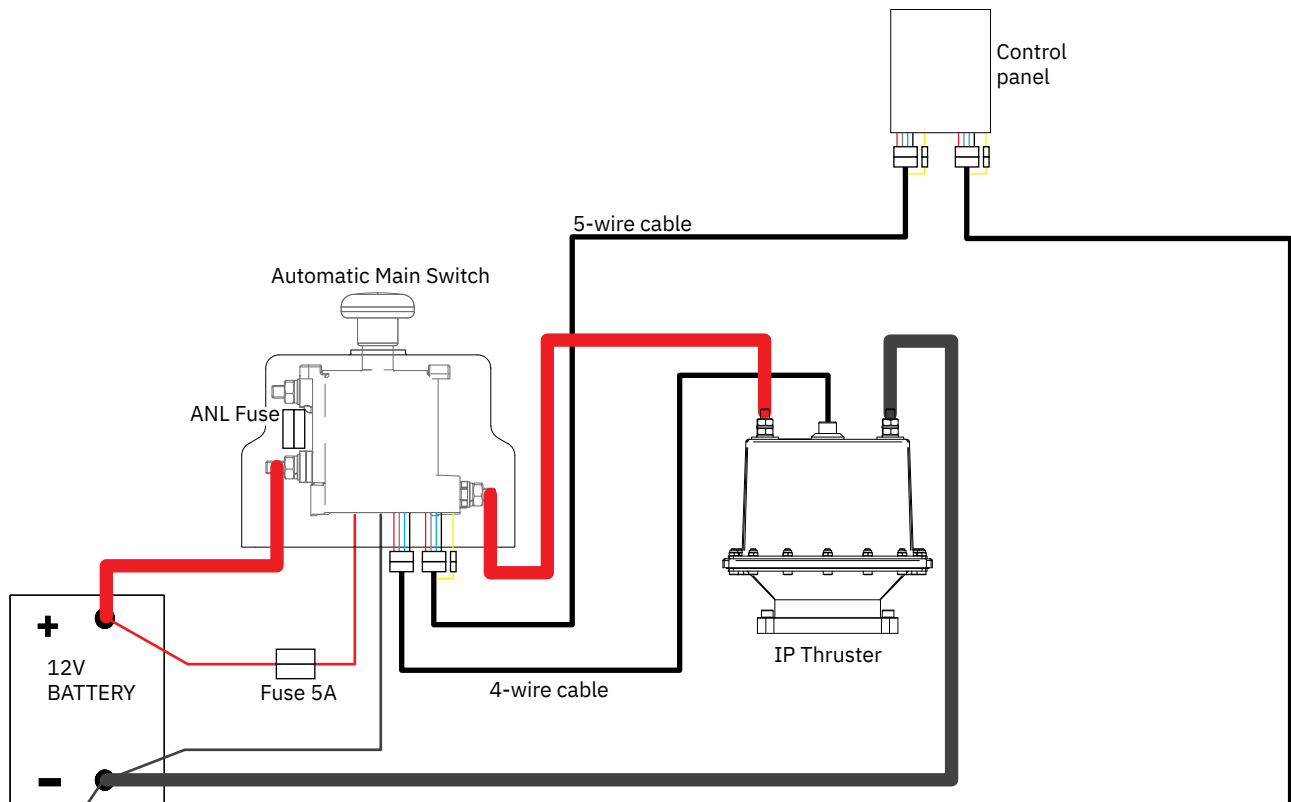 Control
panel
5-wire cable
Automatic Main Switch
ANL Fuse
+
12V
BATTERY
Fuse 5A
4-wire cable
IP Thruster
-